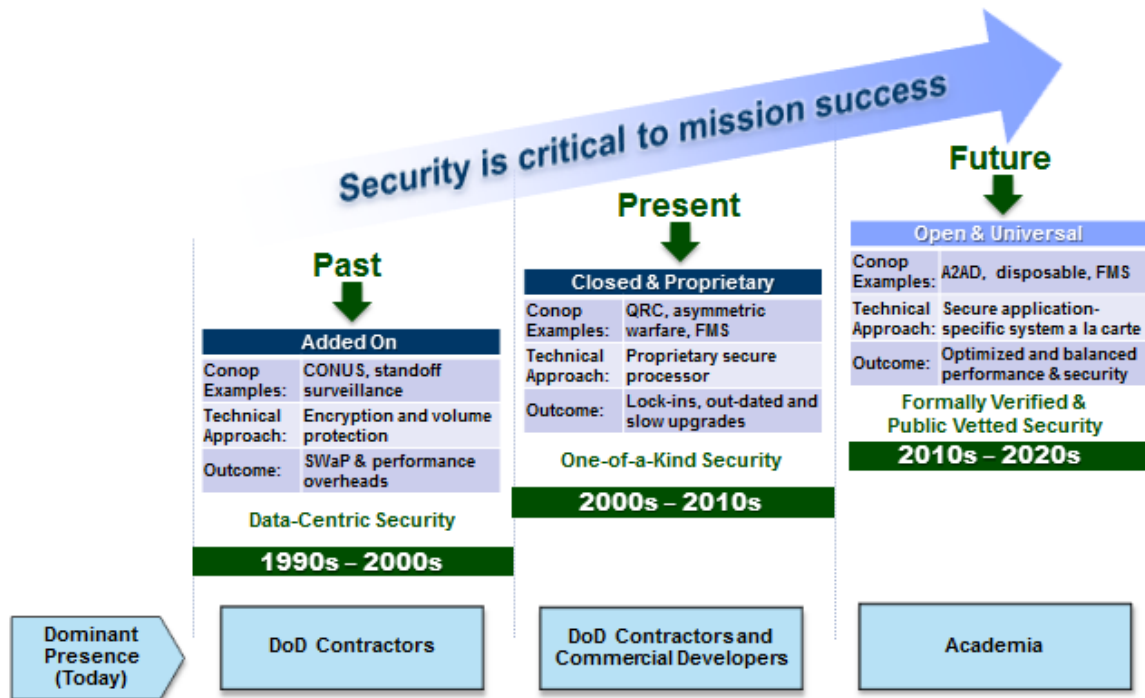 Security is critical to mission success
Past
Added On
Conop Examples: CONUS, standoff surveillance
Technical Approach: Encryption and volume protection
Outcome: SWaP & performance overheads
Data-Centric Security
1990s – 2000s
Present
Closed & Proprietary
Conop Examples: QRC, asymmetric warfare, FMS
Technical Approach: Proprietary secure processor
Outcome: Lock-ins, out-dated and slow upgrades
One-of-a-Kind Security
2000s – 2010s
Future
Open & Universal
Conop Examples: A2AD, disposable, FMS
Technical Approach: Secure application-specific system a la carte
Outcome: Optimized and balanced performance & security
Formally Verified &
Public Vetted Security
2010s – 2020s
Dominant
Presence
(Today)
DoD Contractors
DoD Contractors and
Commercial Developers
Academia